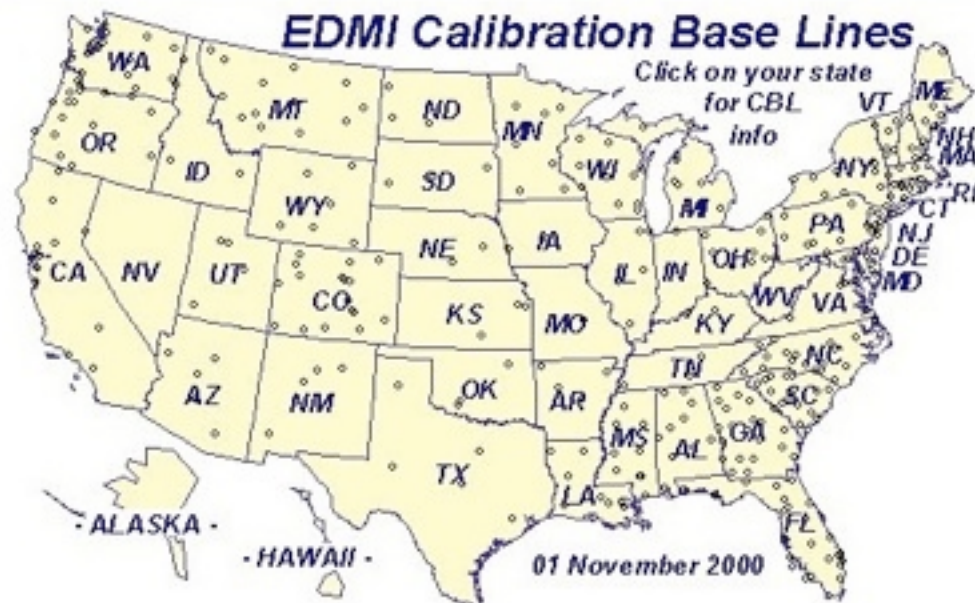 EDMI Calibration Base Lines
Click on your state
for CBL
info
WA
MT
ND
MN
VT
ME
OR
ID
SD
WI
NY
NH
MA
WY
MI
RI
CT
NE
IA
PA
NJ
CA
NV
UT
CO
IL
IN
OH
DE
WV
VA
MD
KS
MO
KY
TN
NC
AZ
NM
OK
AR
SC
MS
AL
GA
TX
LA
FL
- ALASKA -
- HAWAII -
01 November 2000